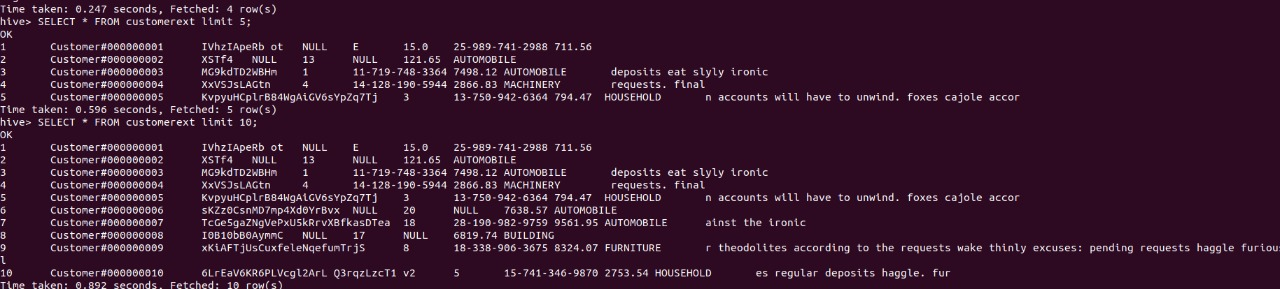 Time taken: 0.247 seconds, Fetched: 4 row(s)
hive> SELECT * FROM customerext limit 5;
OK
1 Customer#000000001 IVhzIApeRb ot NULL E 15.0 25-989-741-2988 711.56
2 Customer#000000002 XSTf4 NULL 13 NULL 121.65 AUTOMOBILE
3 Customer#000000003 MG9kdTD2WBHm 1 11-719-748-3364 7498.12 AUTOMOBILE deposits eat slyly ironic
4 Customer#000000004 XxVSJsLAGtn 4 14-128-190-5944 2866.83 MACHINERY requests. final
5 Customer#000000005 KvpyuHCplrB84WgAiGV6sYpZq7Tj 3 13-750-942-6364 794.47 HOUSEHOLD n accounts will have to unwind. foxes cajole accor
Time taken: 0.596 seconds, Fetched: 5 row(s)
hive> SELECT * FROM customerext limit 10;
OK
1 Customer#000000001 IVhzIApeRb ot NULL E 15.0 25-989-741-2988 711.56
2 Customer#000000002 XSTf4 NULL 13 NULL 121.65 AUTOMOBILE
3 Customer#000000003 MG9kdTD2WBHm 1 11-719-748-3364 7498.12 AUTOMOBILE deposits eat slyly ironic
4 Customer#000000004 XxVSJsLAGtn 4 14-128-190-5944 2866.83 MACHINERY requests. final
5 Customer#000000005 KvpyuHCplrB84WgAiGV6sYpZq7Tj 3 13-750-942-6364 794.47 HOUSEHOLD n accounts will have to unwind. foxes cajole accor
6 Customer#000000006 sKZz0CsnMD7mp4Xd0YrBvx NULL 20 NULL 7638.57 AUTOMOBILE
7 Customer#000000007 TcGe5gaZNgVePxU5kRrvXBfkasDTea 18 28-190-982-9759 9561.95 AUTOMOBILE ainst the ironic
8 Customer#000000008 I0B10bB0AymmC NULL 17 NULL 6819.74 BUILDING
9 Customer#000000009 xKiAFTjUsCuxfeleNqefumTrjS 8 18-338-906-3675 8324.07 FURNITURE r theodolites according to the requests wake thinly excuses: pending requests haggle furious
l
10 Customer#000000010 6LrEaV6KR6PLVcgl2ArL Q3rqzLzcT1 v2 5 15-741-346-9870 2753.54 HOUSEHOLD es regular deposits haggle. fur
Time taken: 0.892 seconds, Fetched: 10 row(s)